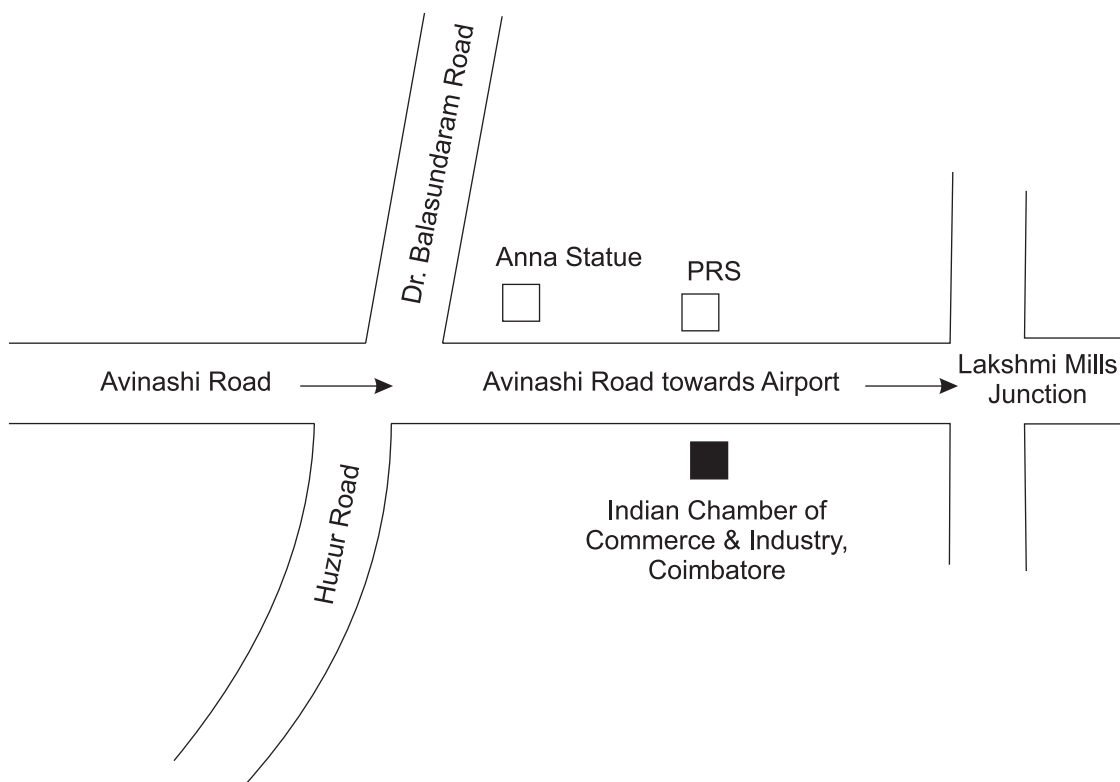 Dr. Balasundaram Road
Anna Statue
PRS
Avinashi Road
Avinashi Road towards Airport
Lakshmi Mills
Junction
Huzur Road
Indian Chamber of
Commerce & Industry,
Coimbatore